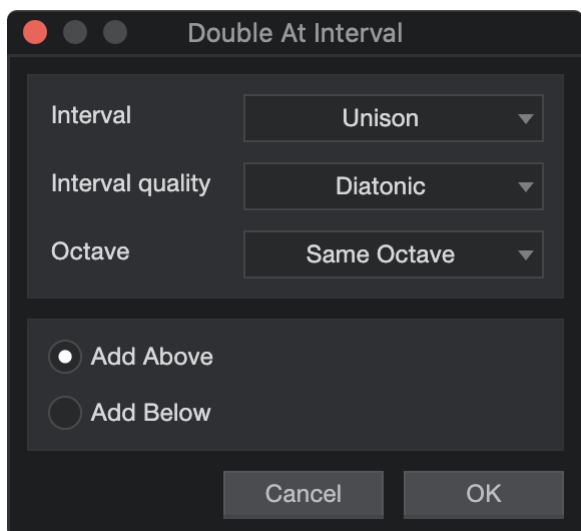 Double At Interval
Interval Unison
Interval quality Diatonic
Octave Same Octave
Add Above
Add Below
Cancel OK